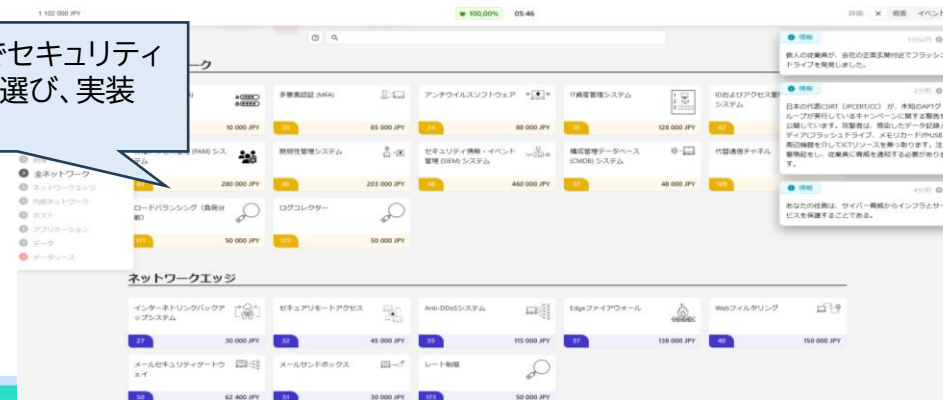 1 102 000 JPY
100,00%
05:46
詳細
概要
イベント
でセキュリティ
選び、実装
ーク
10 000 JPY
多要素認証 (MFA)
33
85 000 JPY
アンチウイルスソフトウェア
34
88 000 JPY
IT資産管理システム
36
128 000 JPY
IDおよびアクセス管
システム
42
(PAM) シス
テム
43
280 000 JPY
脆弱性管理システム
203 000 JPY
セキュリティ情報・イベント
管理 (SIEM) システム
460 000 JPY
構成管理データベース
(CMDB) システム
57
48 000 JPY
代替通信チャネル
169
ロードバランシング (負荷分
散)
171
50 000 JPY
ログコレクター
172
50 000 JPY
全ネットワーク
ネットワークエッジ
内部ネットワーク
ホスト
アプリケーション
データ
データソース
情報
数人の従業員が、会社の正面玄関付近でフラッシュ
ドライブを発見しました。
情報
2分前
日本の代表CSIRT (JPCERT/CC) が、未知のAPTグ
ループが実行しているキャンペーンに関する警告を
公開しています。攻撃者は、感染したデータ記録メ
ディア(フラッシュドライブ、メモリカード)やUSB
周辺機器を介してICTリソースを乗っ取ります。注
意喚起をし、従業員に脅威を通知する必要がありま
す。
情報
4分前
あなたの任務は、サイバー脅威からインフラとサー
ビスを保護することである。
ネットワークエッジ
インターネットリンクバックア
ップシステム
27
30 000 JPY
セキュアリモートアクセス
32
45 000 JPY
Anti-DDoSシステム
35
115 000 JPY
Edgeファイアウォール
37
138 000 JPY
Webフィルタリング
40
150 000 JPY
メールセキュリティゲートウ
ェイ
50
62 400 JPY
メールサンドボックス
51
30 000 JPY
レート制限
173
50 000 JPY